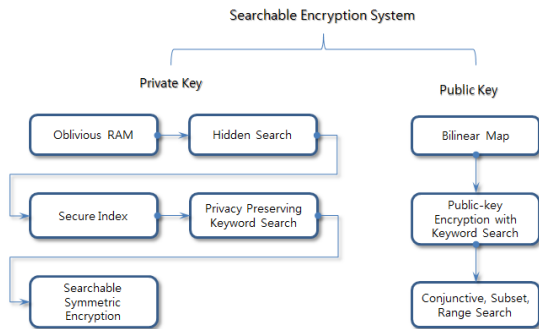 Searchable Encryption System
Private Key
Public Key
Oblivious RAM
Hidden Search
Bilinear Map
Secure Index
Privacy Preserving
Keyword Search
Public-key
Encryption with
Keyword Search
Searchable
Symmetric
Encryption
Conjunctive, Subset,
Range Search